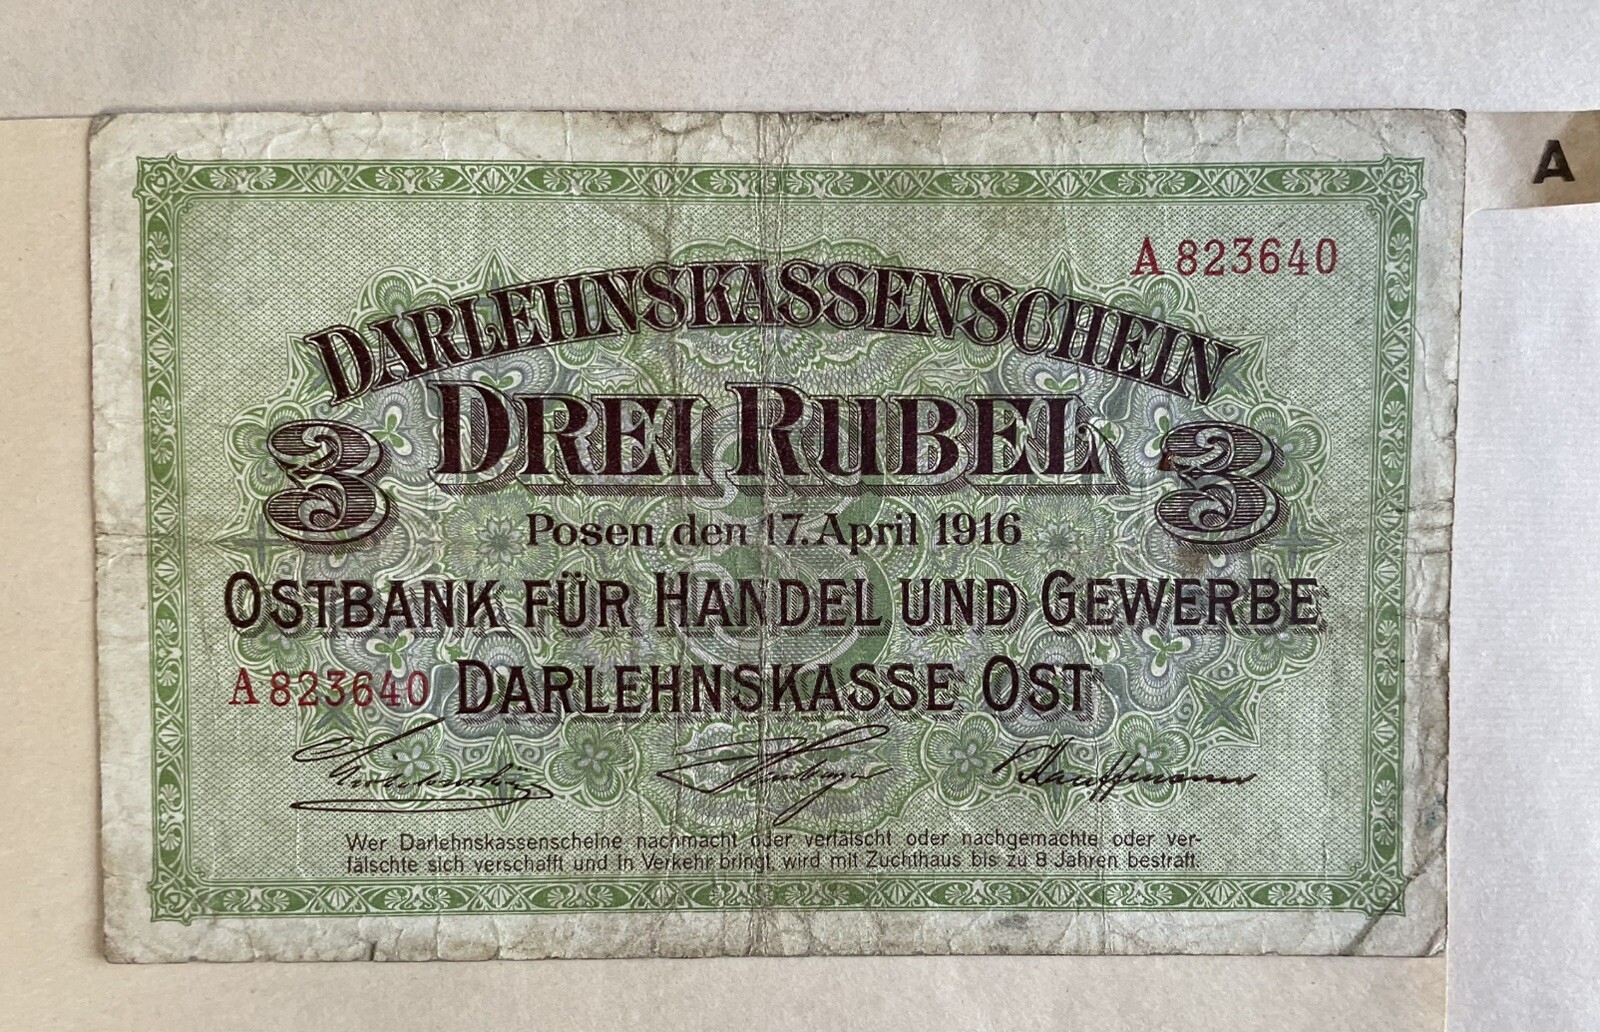 A
A 823640
DARLEHNSKASSENSCHEIN
DREI RUBEL
3 3
Posen, den 17. April 1916
OSTBANK FÜR HANDEL UND GEWERBE
A 823640 DARLEHNSKASSE OST
Kauffmann
Wer Darlehnskassenscheine nachmacht oder verfälscht oder nachgemachte oder ver-
fälschte sich verschafft und in Verkehr bringt, wird mit Zuchthaus bis zu 8 Jahren bestraft.